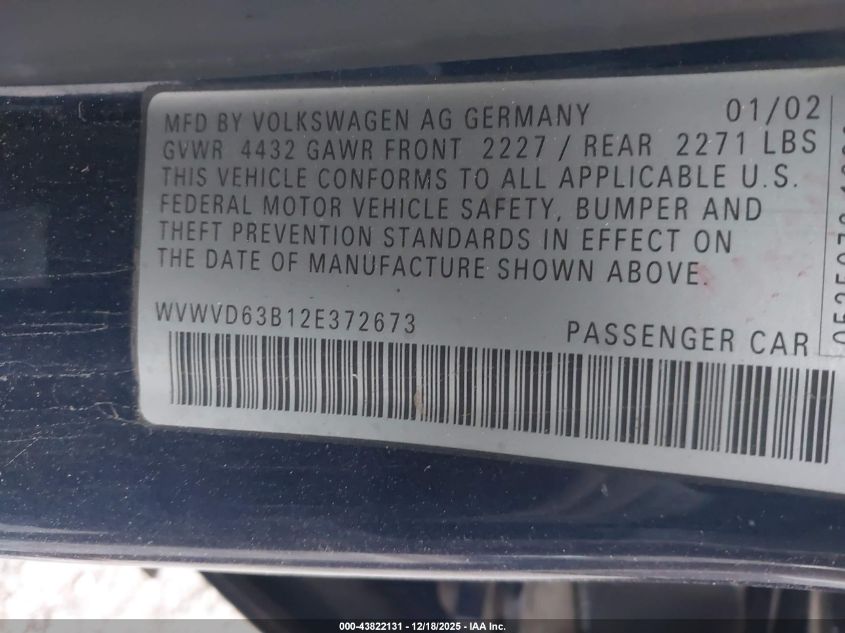 MFD BY VOLKSWAGEN AG GERMANY 01/02
GVWR 4432 GAWR FRONT 2227 / REAR 2271 LBS
THIS VEHICLE CONFORMS TO ALL APPLICABLE U.S.
FEDERAL MOTOR VEHICLE SAFETY, BUMPER AND
THEFT PREVENTION STANDARDS IN EFFECT ON
THE DATE OF MANUFACTURE SHOWN ABOVE.
WVWVD63B12E372673
PASSENGER CAR
000-43822131 - 12/18/2025 - IAA Inc.